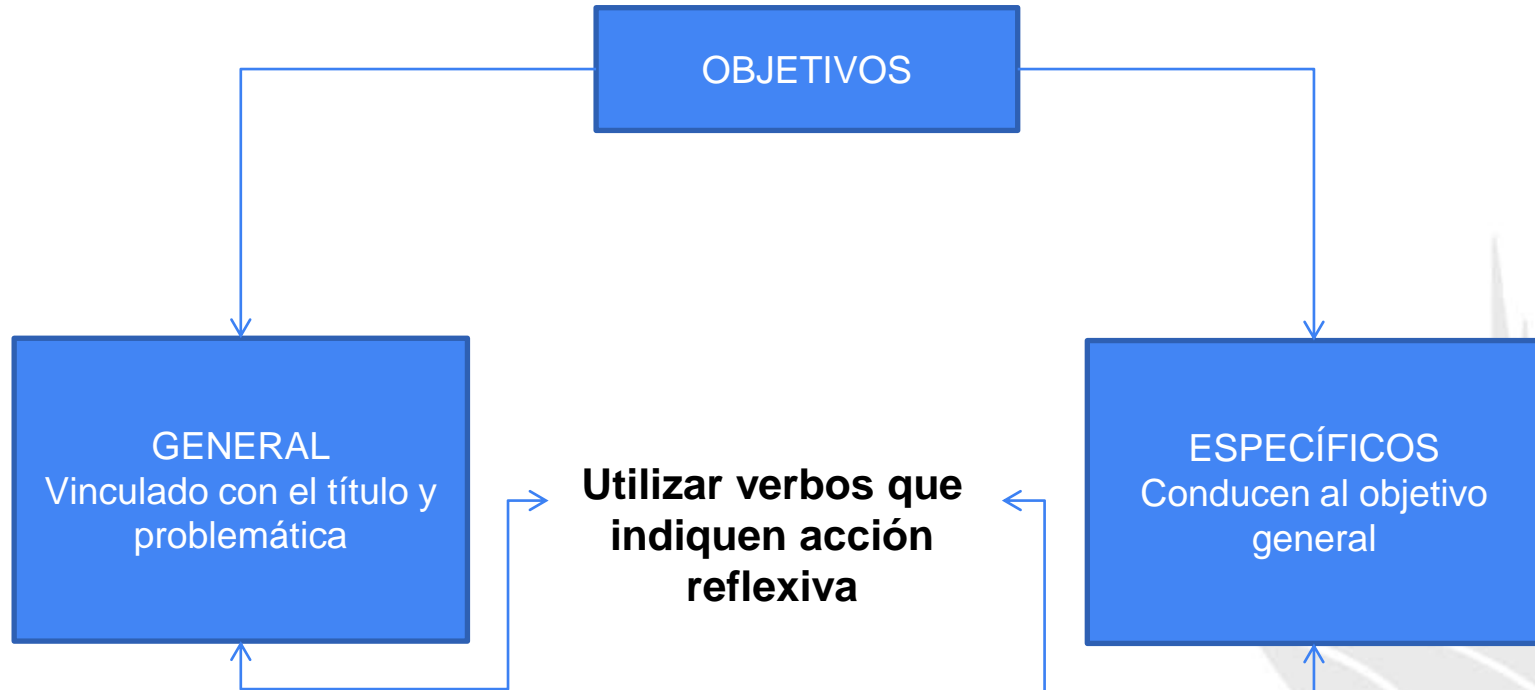 OBJETIVOS
GENERAL
Vinculado con el título y
problemática
Utilizar verbos que
indiquen acción
reflexiva
ESPECÍFICOS
Conducen al objetivo
general